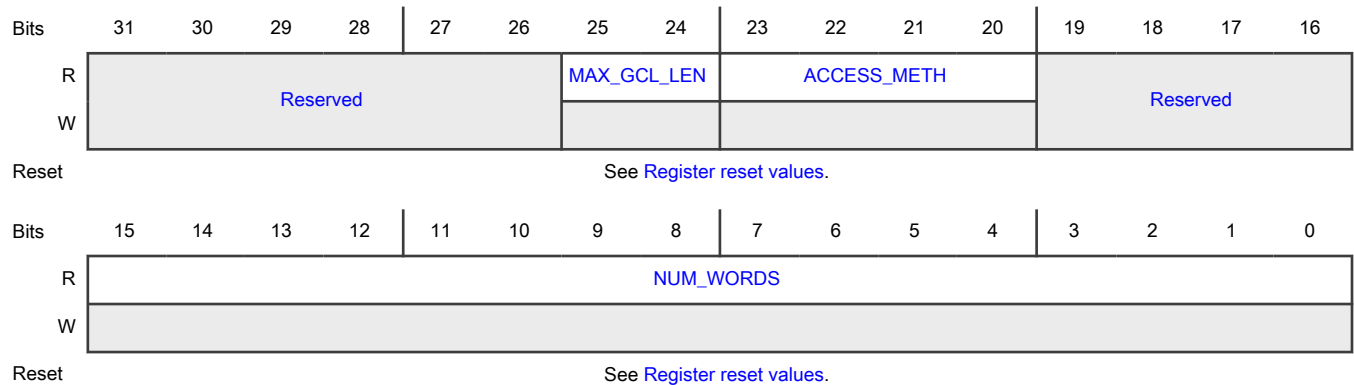 Bits 31 30 29 28 27 26 25 24 23 22 21 20 19 18 17 16
R Reserved MAX_GCL_LEN ACCESS_METH Reserved
W
Reset See Register reset values.
Bits 15 14 13 12 11 10 9 8 7 6 5 4 3 2 1 0
R NUM_WORDS
W
Reset See Register reset values.